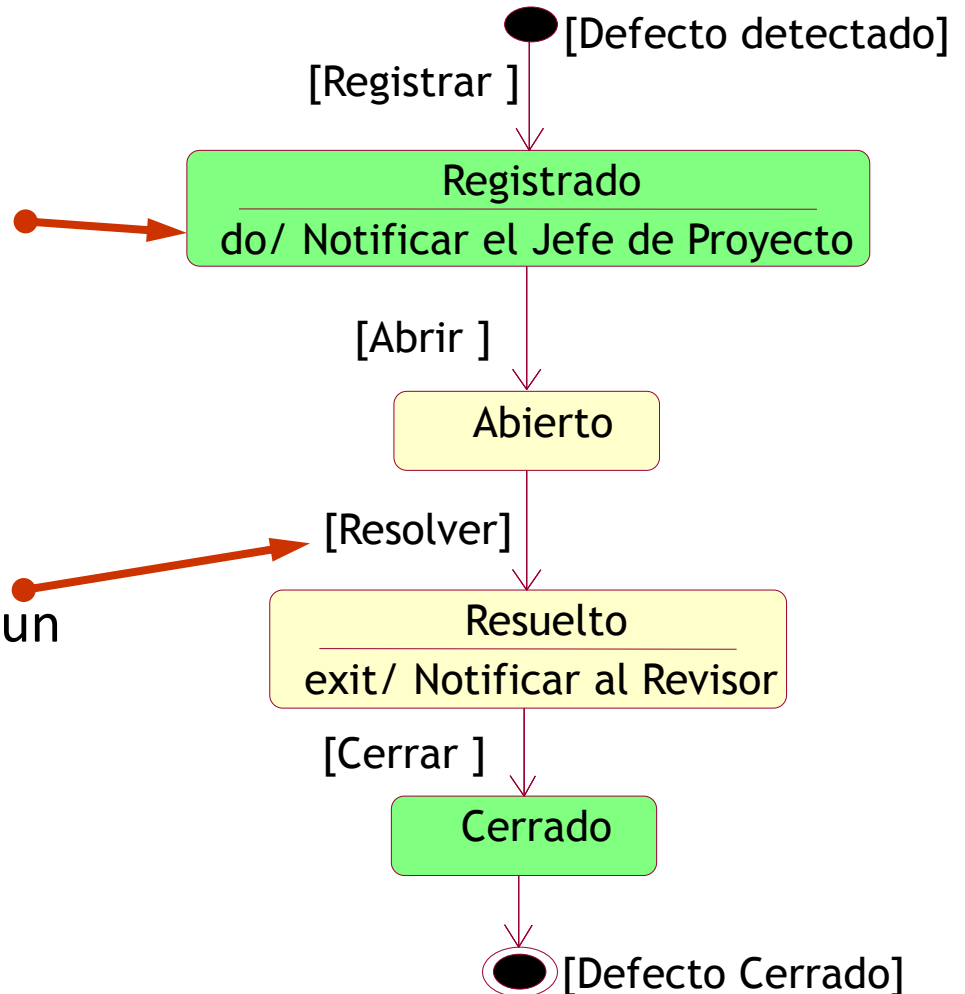 [Defecto detectado]
[Registrar ]
Registrado
do/ Notificar el Jefe de Proyecto
[Abrir ]
Abierto
[Resolver]
un
Resuelto
exit/ Notificar al Revisor
[Cerrar ]
Cerrado
[Defecto Cerrado]